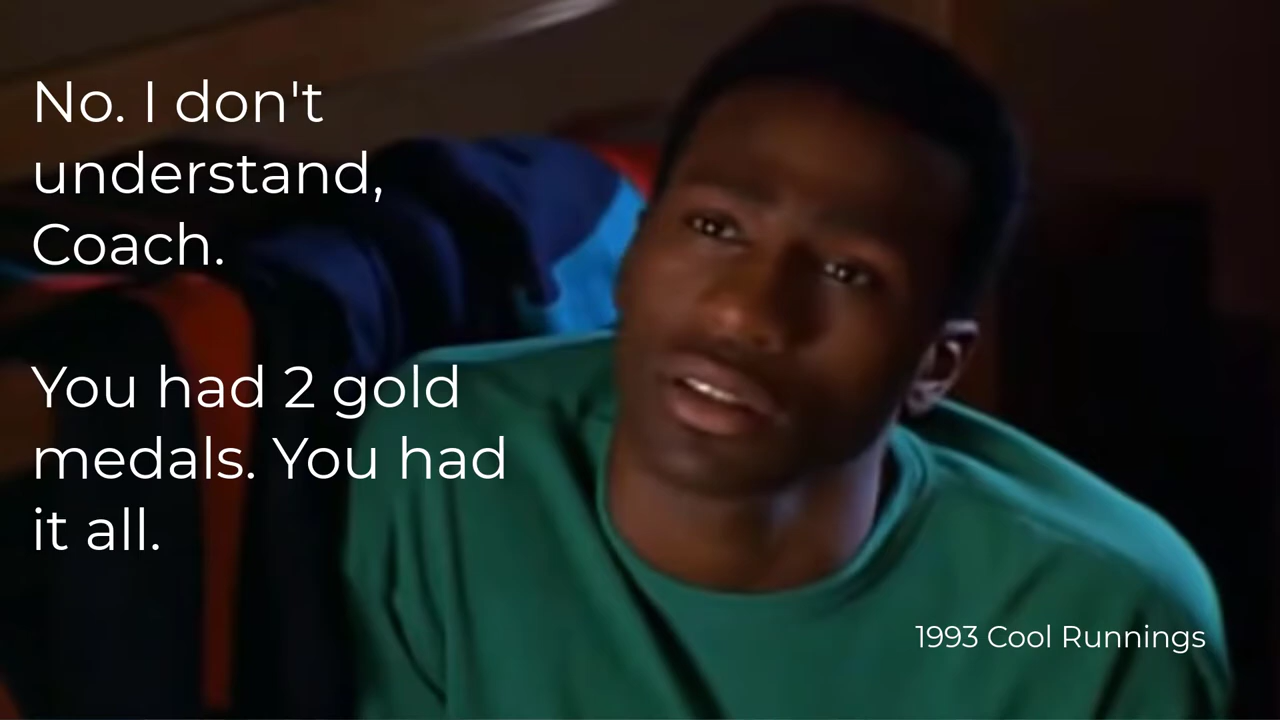 No. I don't
understand,
Coach.
You had 2 gold
medals. You had
it all.
1993 Cool Runnings